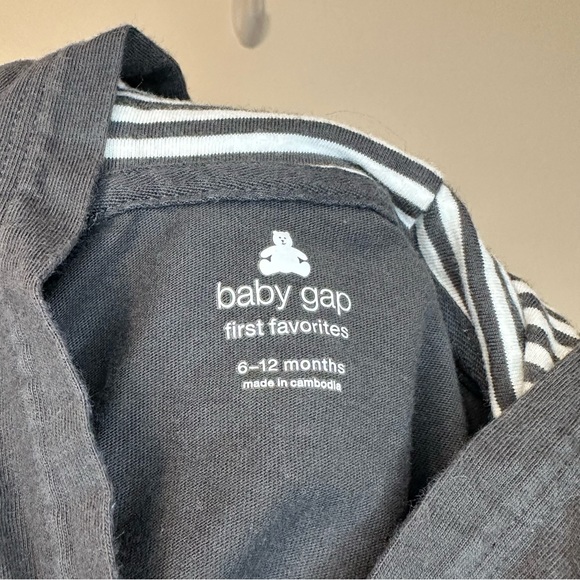 baby gap
first favorites
6–12 months
made in cambodia